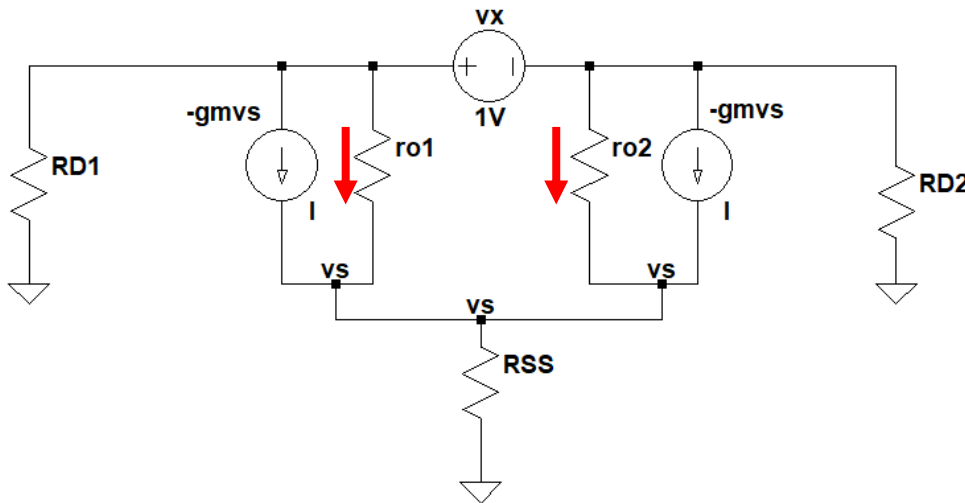 vx
+ −
1V
-gmvs
ro1
RD1
I
ro2
-gmvs
RD2
I
vs
vs
vs
RSS